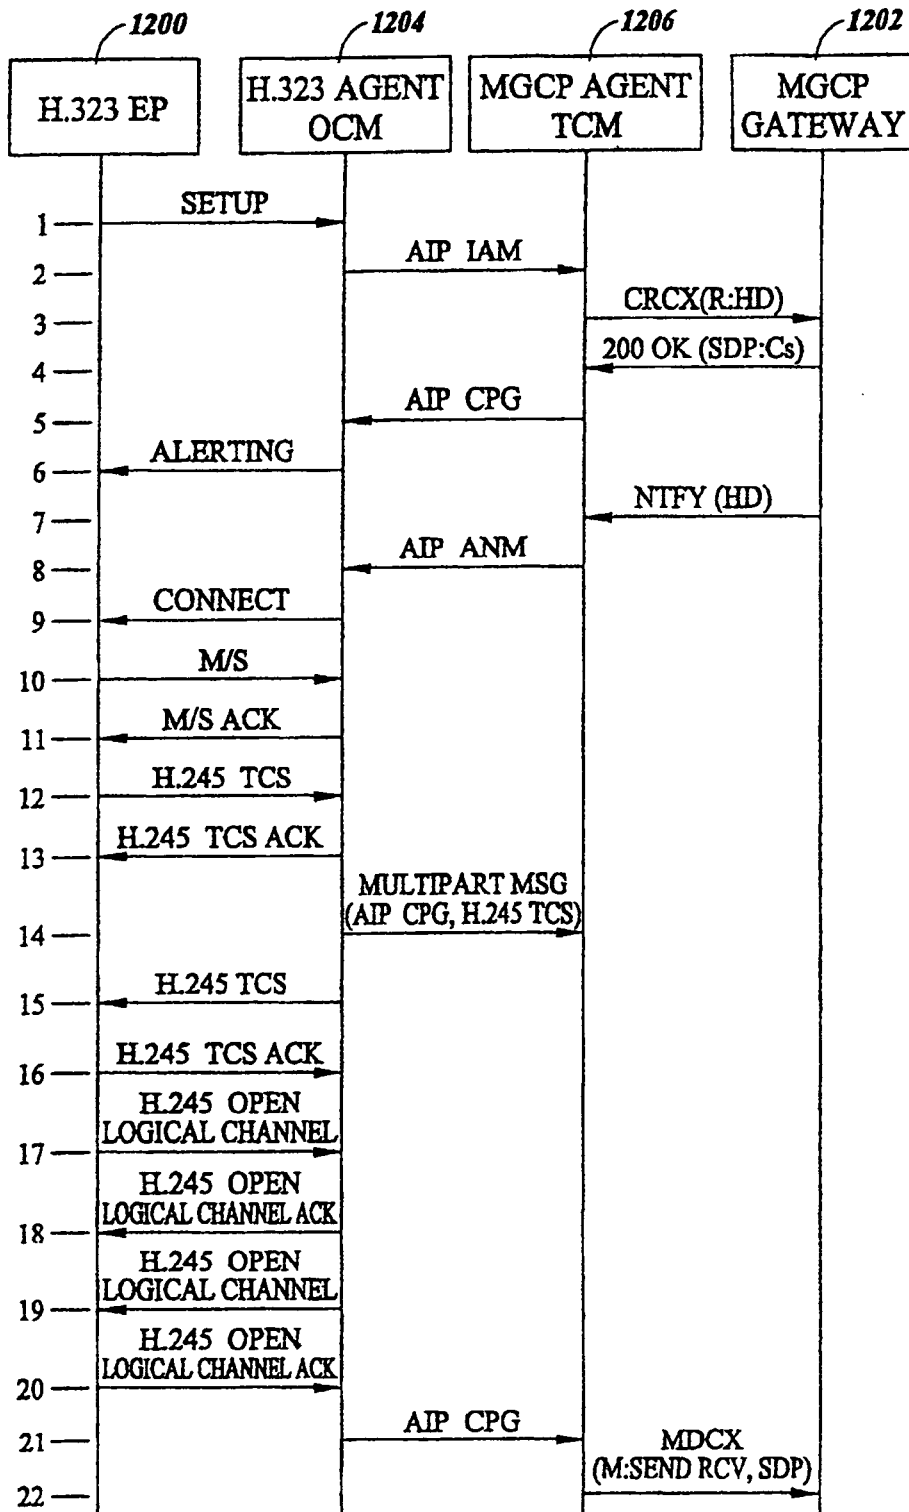 1200
1204
1206
1202
H.323 EP
H.323 AGENT
OCM
MGCP AGENT
TCM
MGCP
GATEWAY
SETUP
1
AIP IAM
2
CRCX(R:HD)
3
200 OK (SDP:Cs)
4
AIP CPG
5
ALERTING
6
NTFY (HD)
7
AIP ANM
8
CONNECT
9
M/S
10
M/S ACK
11
H.245 TCS
12
H.245 TCS ACK
13
MULTIPART MSG
(AIP CPG, H.245 TCS)
14
H.245 TCS
15
H.245 TCS ACK
16
H.245 OPEN
LOGICAL CHANNEL
17
H.245 OPEN
LOGICAL CHANNEL ACK
18
H.245 OPEN
LOGICAL CHANNEL
19
H.245 OPEN
LOGICAL CHANNEL ACK
20
AIP CPG
21
MDCX
(M:SEND RCV, SDP)
22